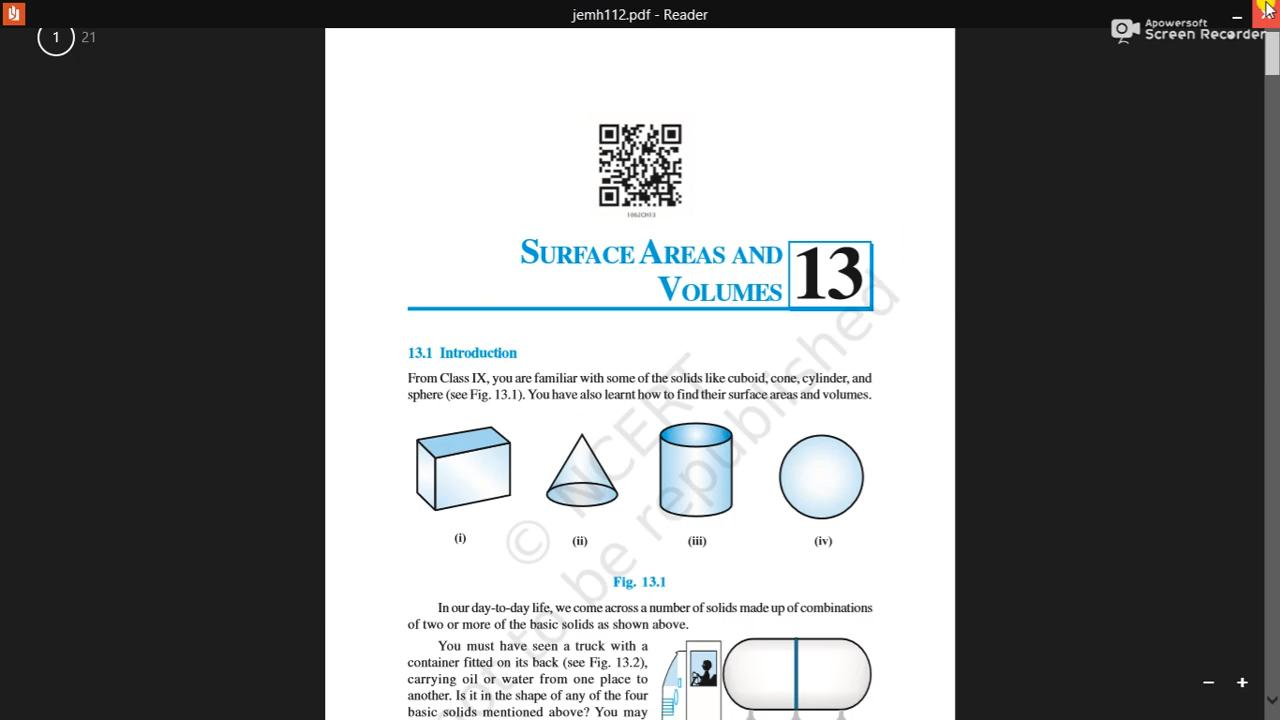 jemh112.pdf - Reader
1 21
Apowersoft
Screen Recorder
1062CH13
SURFACE AREAS AND
VOLUMES 13
13.1 Introduction
From Class IX, you are familiar with some of the solids like cuboid, cone, cylinder, and
sphere (see Fig. 13.1). You have also learnt how to find their surface areas and volumes.
(i) (ii) (iii) (iv)
Fig. 13.1
In our day-to-day life, we come across a number of solids made up of combinations
of two or more of the basic solids as shown above.
You must have seen a truck with a
container fitted on its back (see Fig. 13.2),
carrying oil or water from one place to
another. Is it in the shape of any of the four
basic solids mentioned above? You may
© NCERT
not to be republished